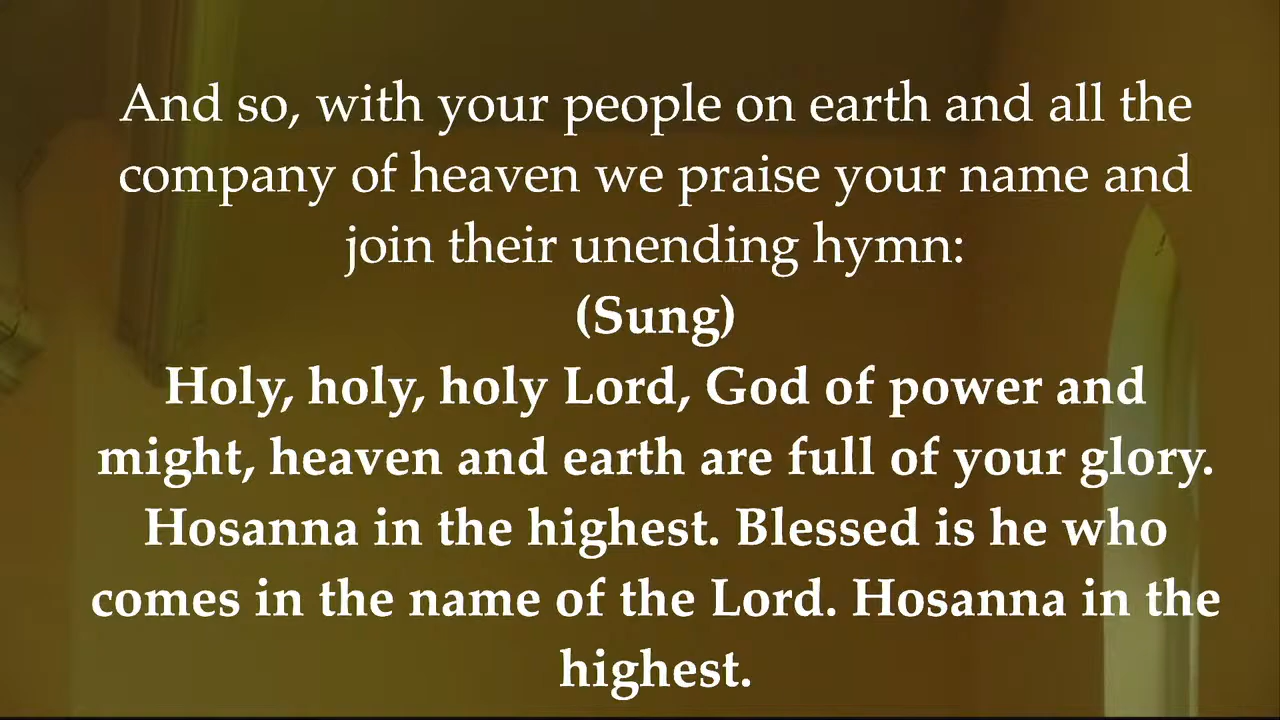 And so, with your people on earth and all the
company of heaven we praise your name and
join their unending hymn:
(Sung)
Holy, holy, holy Lord, God of power and
might, heaven and earth are full of your glory.
Hosanna in the highest. Blessed is he who
comes in the name of the Lord. Hosanna in the
highest.